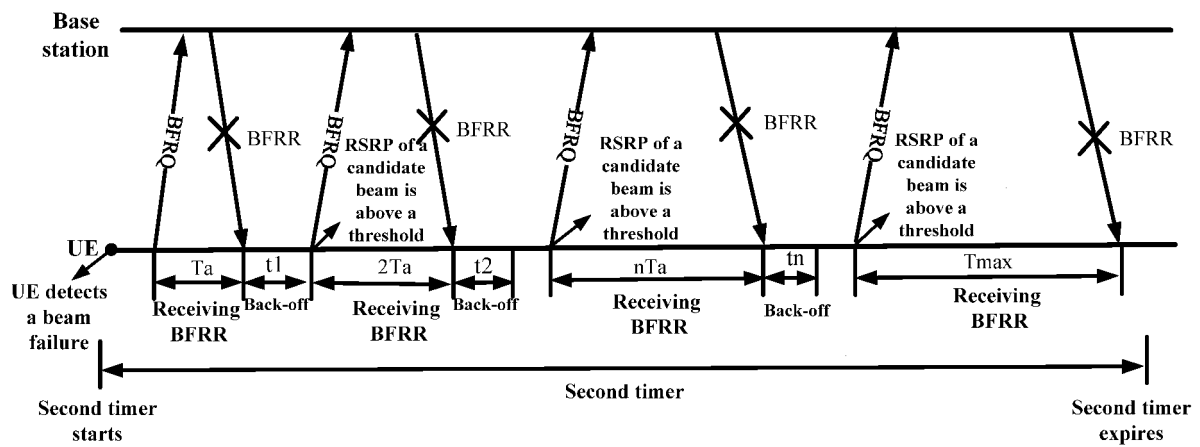 Base
station
BFRQ
BFRR
BFRQ
BFRR
BFRQ
BFRR
BFRQ
BFRR
RSRP of a
candidate
beam is
above a
threshold
RSRP of a
candidate
beam is
above a
threshold
RSRP of a
candidate
beam is
above a
threshold
UE
UE detects
a beam
failure
Ta
t1
2Ta
t2
nTa
tn
Tmax
Receiving
BFRR
Back-off
Receiving
BFRR
Back-off
Receiving
BFRR
Back-off
Receiving
BFRR
Second timer
Second timer
starts
Second timer
expires